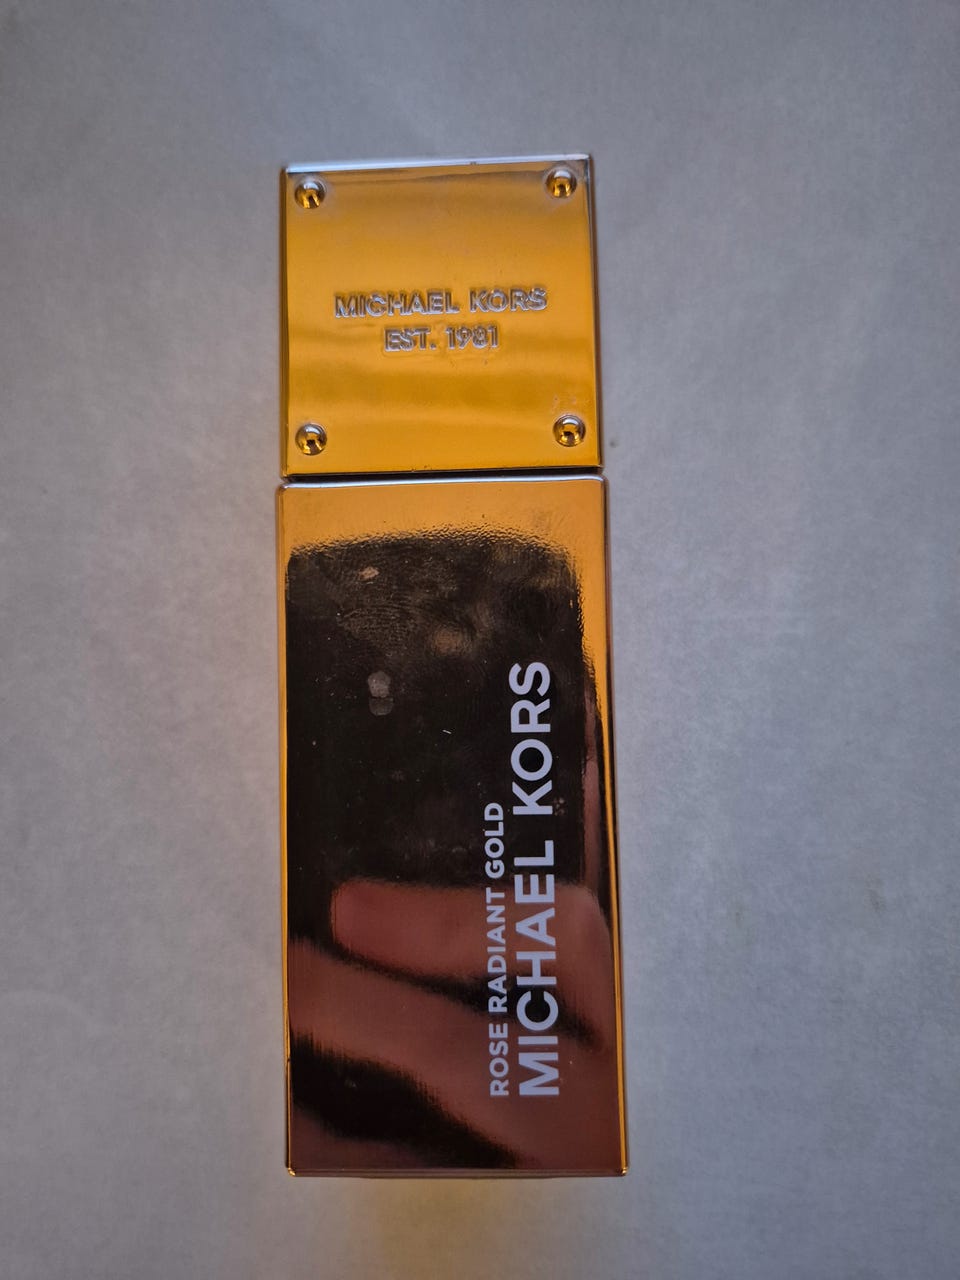 MICHAEL KORS
EST. 1981
ROSE RADIANT GOLD
MICHAEL KORS